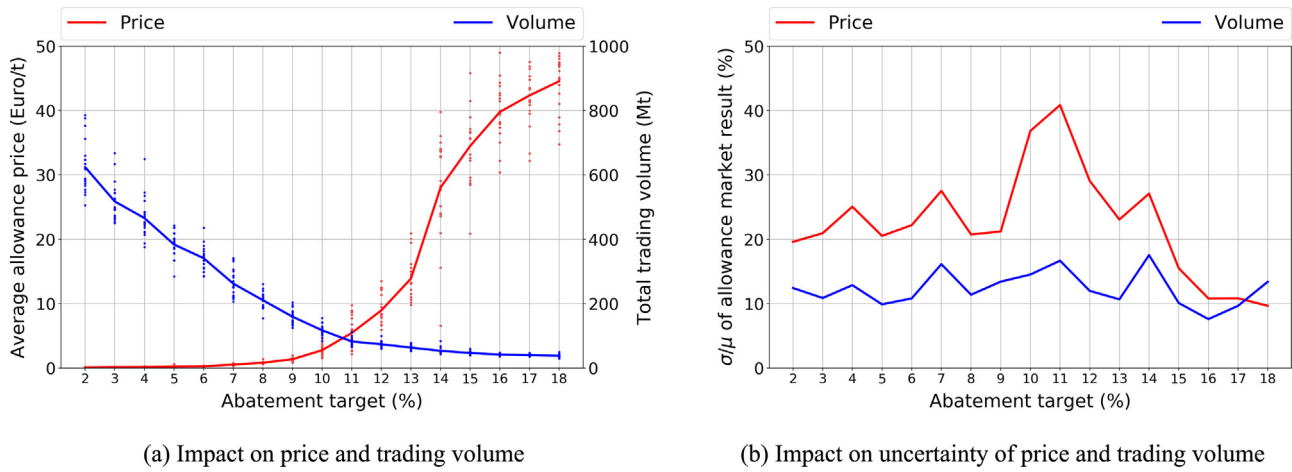 Price Volume
Average allowance price (Euro/t)
50
40
30
20
10
0
1000
800
600
400
200
0
Total trading volume (Mt)
2 3 4 5 6 7 8 9 10 11 12 13 14 15 16 17 18
Abatement target (%)
(a) Impact on price and trading volume
Price Volume
σ/μ of allowance market result (%)
50
40
30
20
10
0
2 3 4 5 6 7 8 9 10 11 12 13 14 15 16 17 18
Abatement target (%)
(b) Impact on uncertainty of price and trading volume